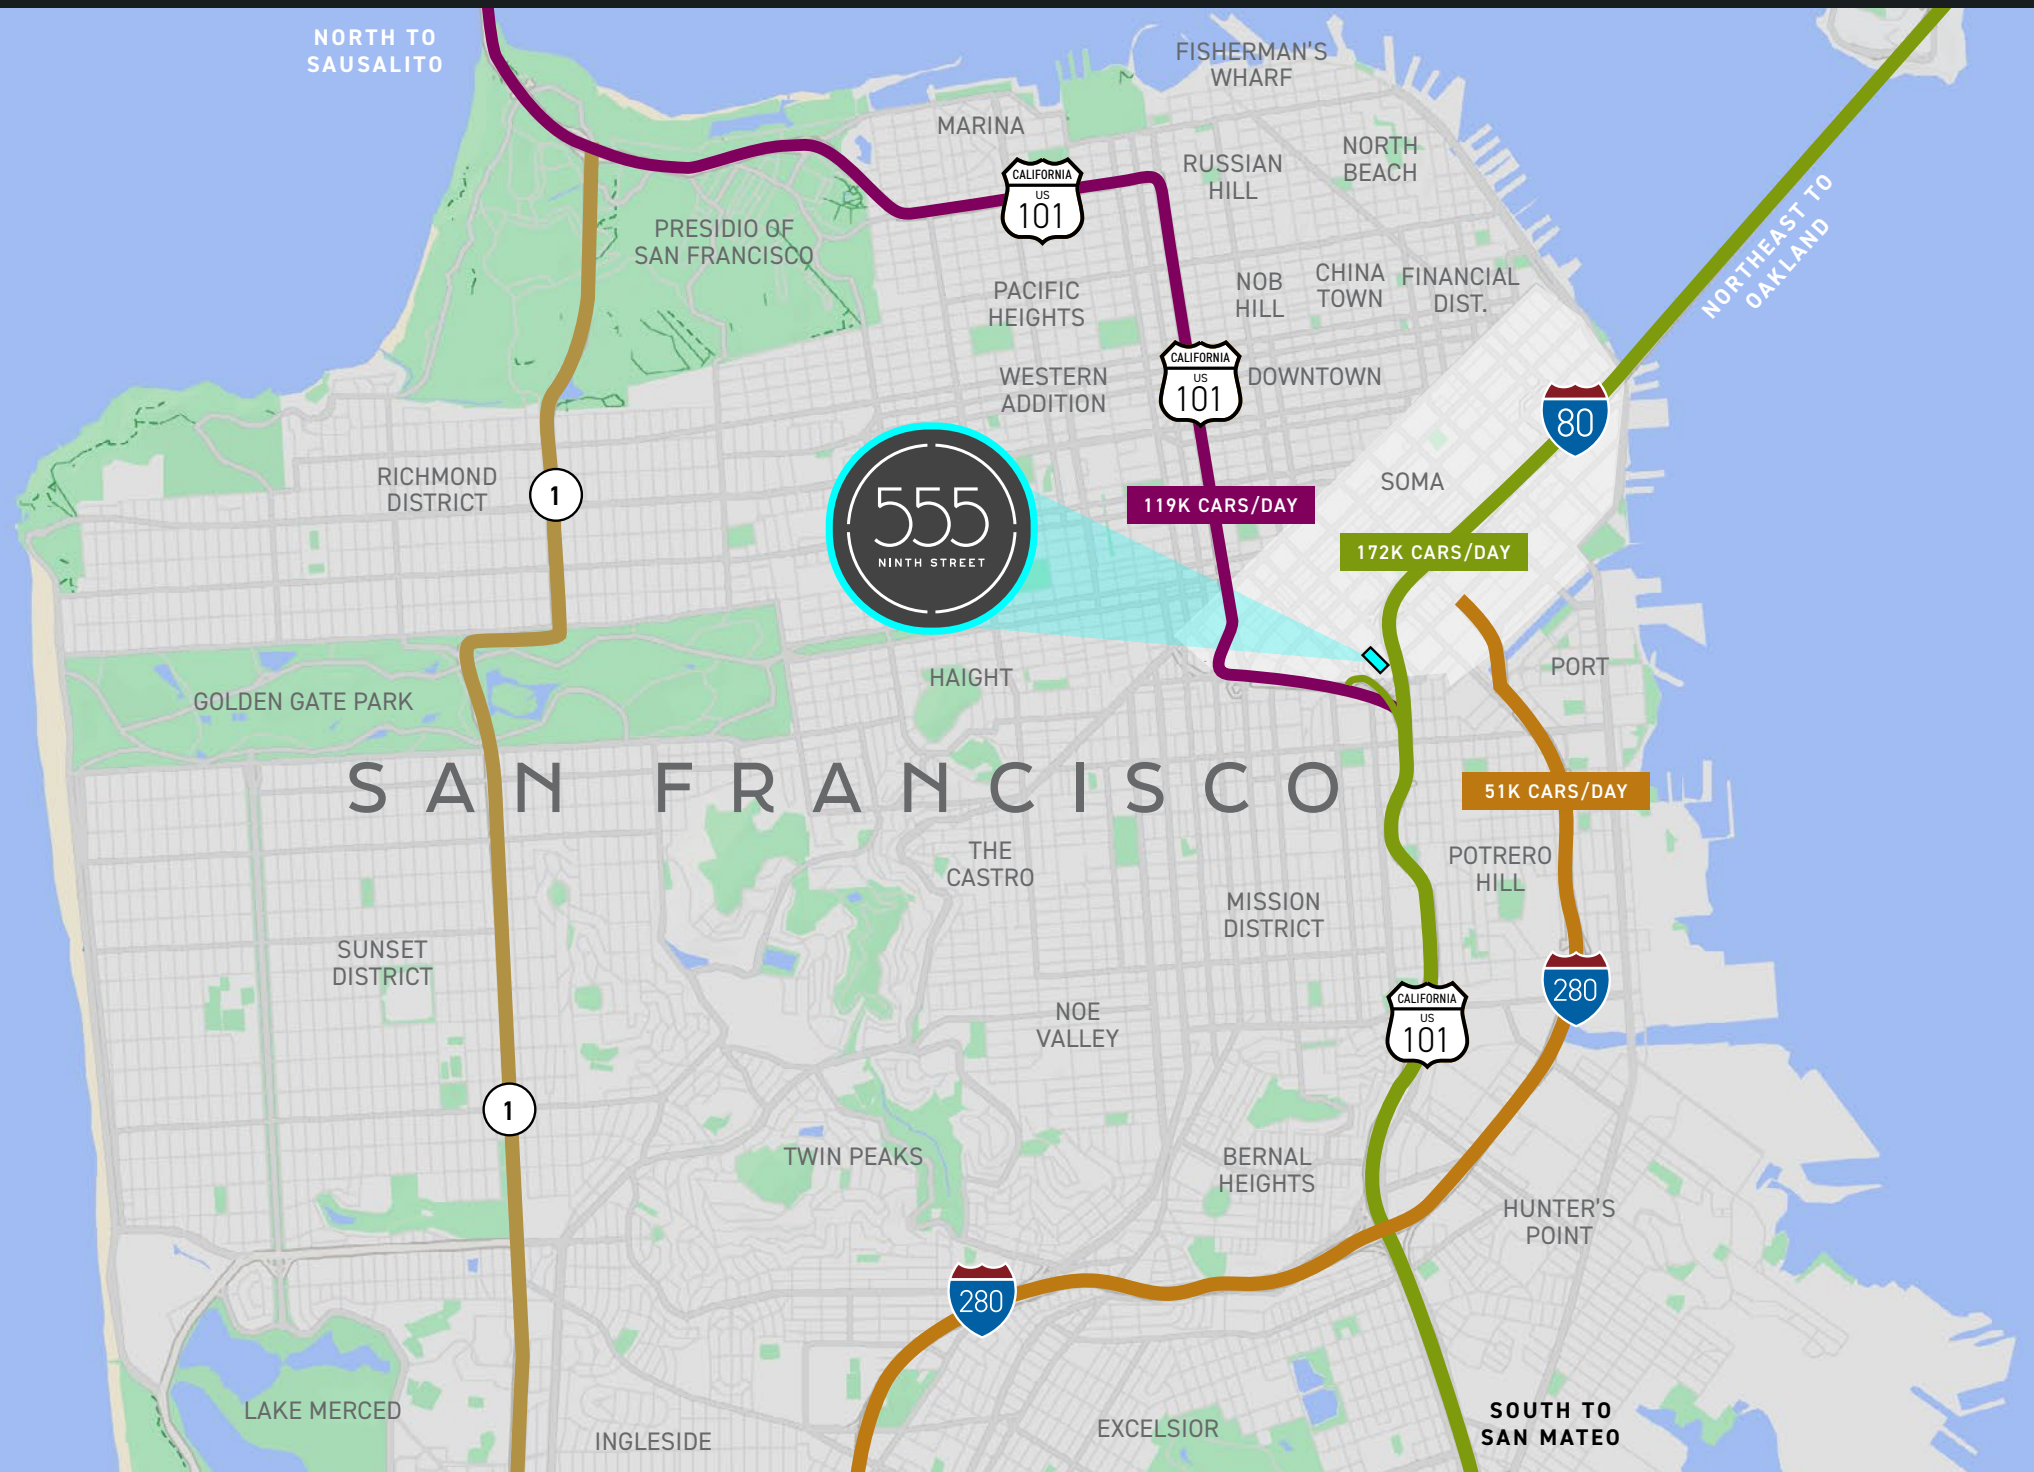 NORTH TO
SAUSALITO
FISHERMAN'S
WHARF
MARINA
CALIFORNIA
US
101
RUSSIAN
HILL
NORTH
BEACH
PRESIDIO OF
SAN FRANCISCO
NORTHEAST TO
OAKLAND
PACIFIC
HEIGHTS
NOB
HILL
CHINA
TOWN
FINANCIAL
DIST.
WESTERN
ADDITION
CALIFORNIA
US
101
DOWNTOWN
80
RICHMOND
DISTRICT
1
555
NINTH STREET
119K CARS/DAY
SOMA
172K CARS/DAY
HAIGHT
PORT
GOLDEN GATE PARK
SAN FRANCISCO
51K CARS/DAY
THE
CASTRO
POTRERO
HILL
MISSION
DISTRICT
SUNSET
DISTRICT
280
NOE
VALLEY
CALIFORNIA
US
101
1
TWIN PEAKS
BERNAL
HEIGHTS
HUNTER'S
POINT
280
LAKE MERCED
INGLESIDE
EXCELSIOR
SOUTH TO
SAN MATEO